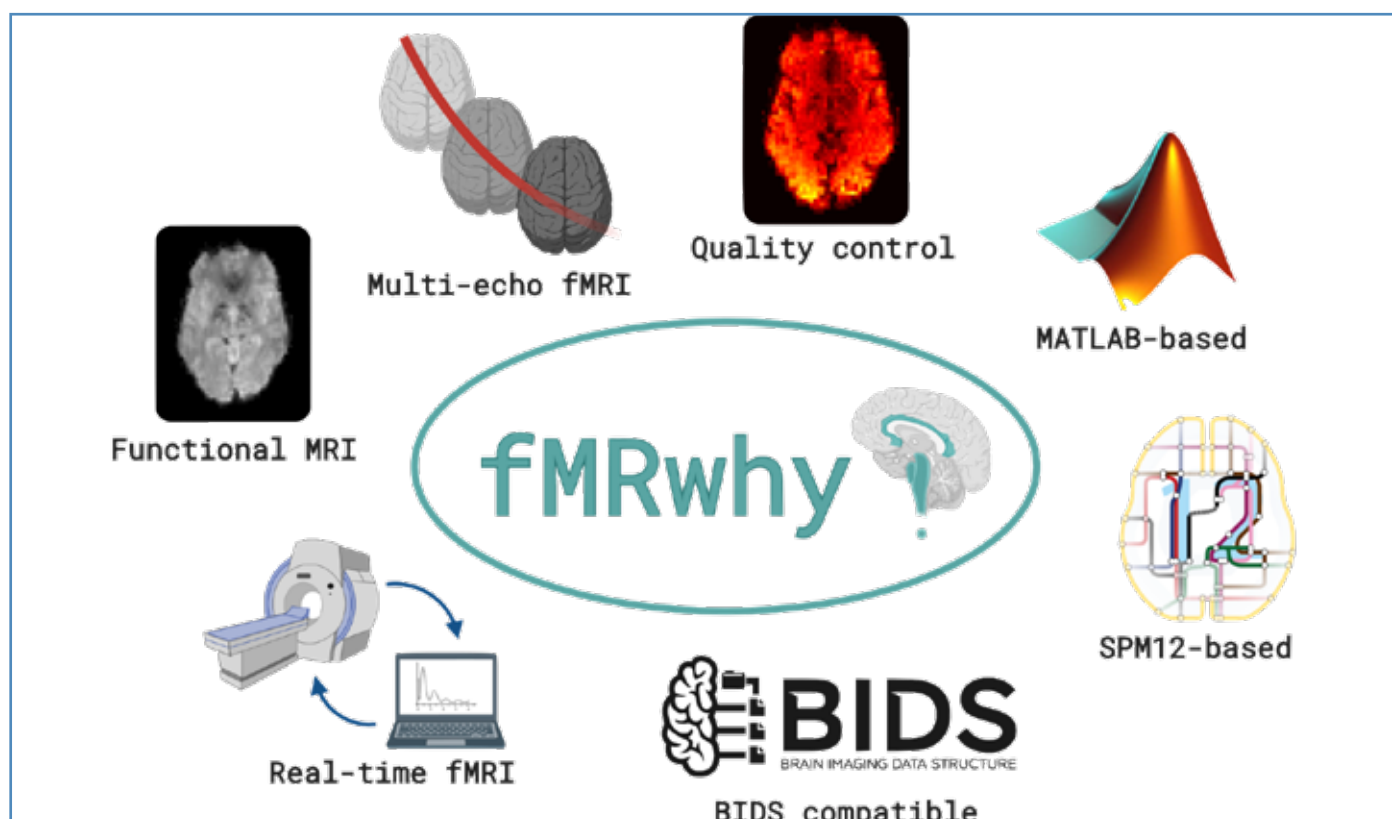 Quality control
Multi-echo fMRI
MATLAB-based
Functional MRI
fMRwhy
SPM12-based
BIDS
BRAIN IMAGING DATA STRUCTURE
Real-time fMRI
BIDS compatible